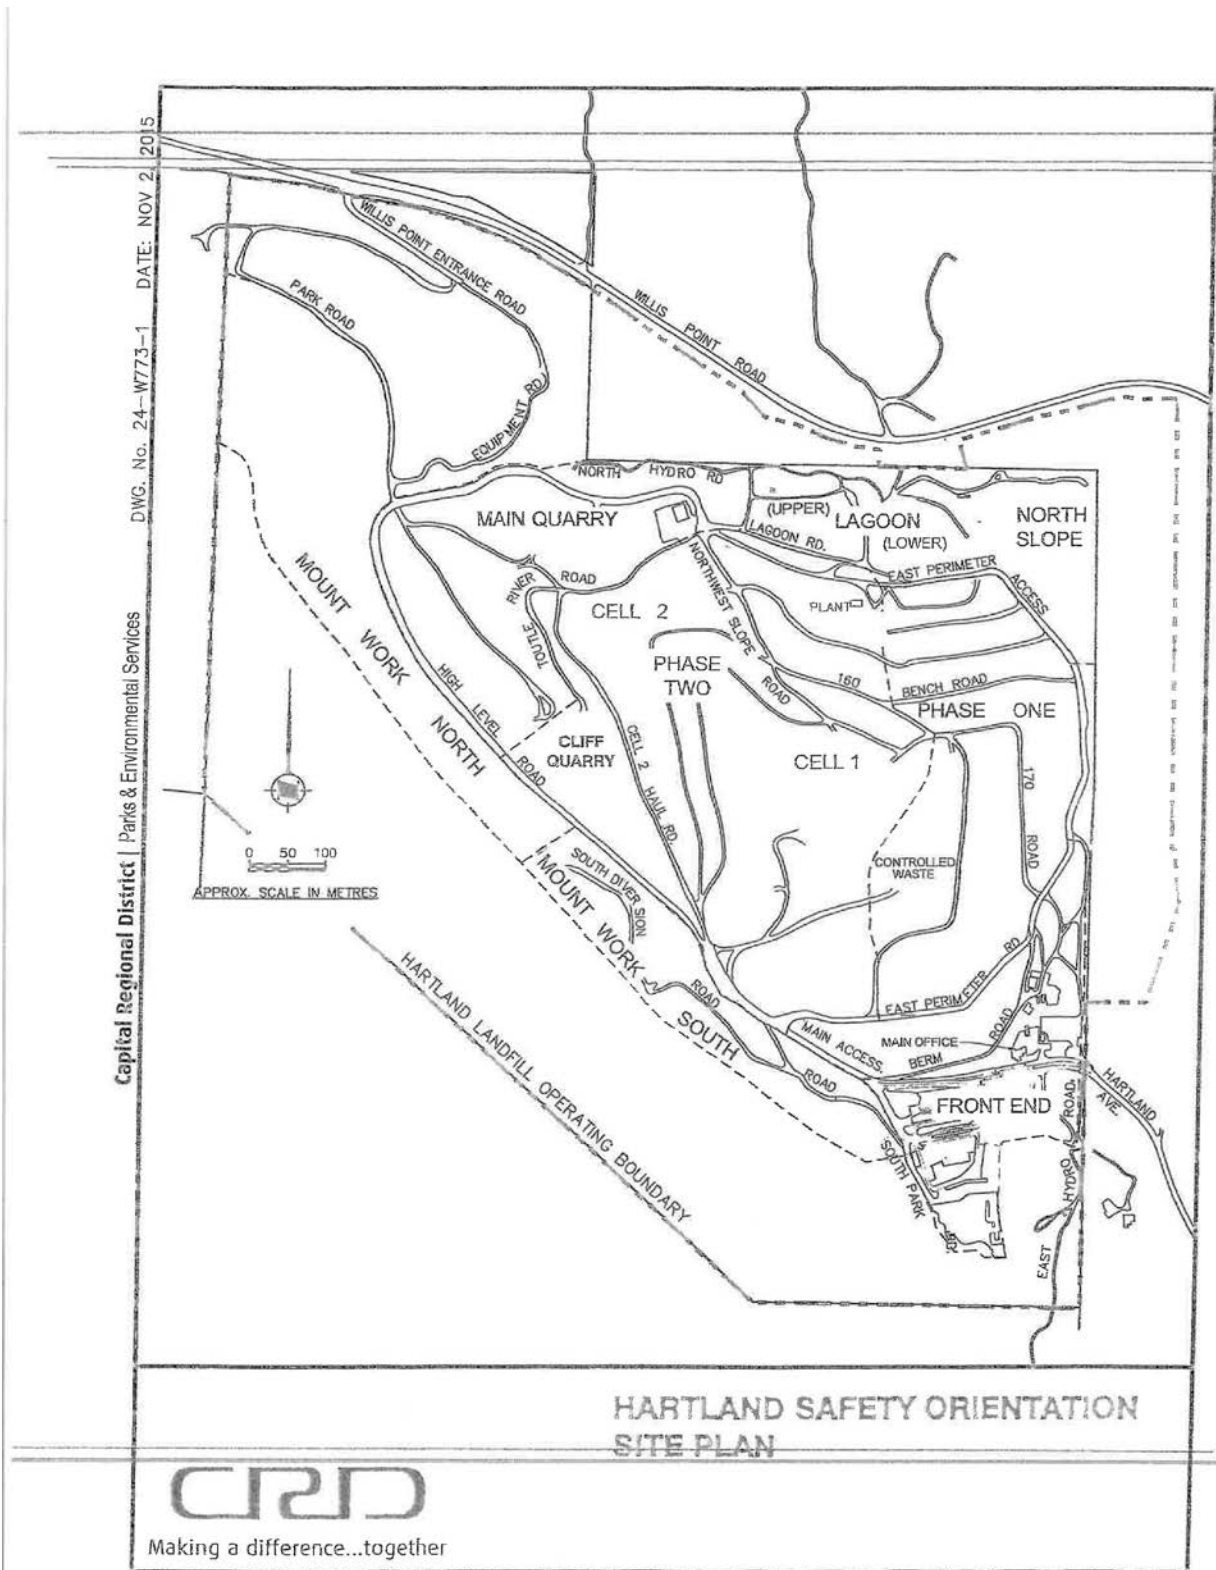 Capital Regional District | Parks & Environmental Services
DWG. No. 24-W773-1 DATE: NOV 2, 2015
WILLIS POINT ENTRANCE ROAD
PARK ROAD
WILLIS POINT ROAD
EQUIPMENT RD
NORTH HYDRO RD
MAIN QUARRY
(UPPER)
LAGOON
(LOWER)
LAGOON RD.
NORTH
SLOPE
EAST PERIMETER ACCESS
PLANT
NORTHWEST SLOPE ROAD
TOUTLE RIVER ROAD
CELL 2
PHASE
TWO
160 BENCH ROAD
PHASE ONE
MOUNT WORK NORTH
HIGH LEVEL ROAD
CLIFF
QUARRY
CELL 2 HAUL RD.
CELL 1
170 ROAD
CONTROLLED
WASTE
0 50 100
APPROX. SCALE IN METRES
SOUTH DIVERSION
ROAD
MOUNT WORK SOUTH
HARTLAND LANDFILL OPERATING BOUNDARY
EAST PERIMETER RD
MAIN ACCESS
ROAD
BERM ROAD
MAIN OFFICE
FRONT END
HARTLAND
AVE.
SOUTH PARK
RD.
EAST HYDRO ROAD
HARTLAND SAFETY ORIENTATION
SITE PLAN
CRD
Making a difference...together